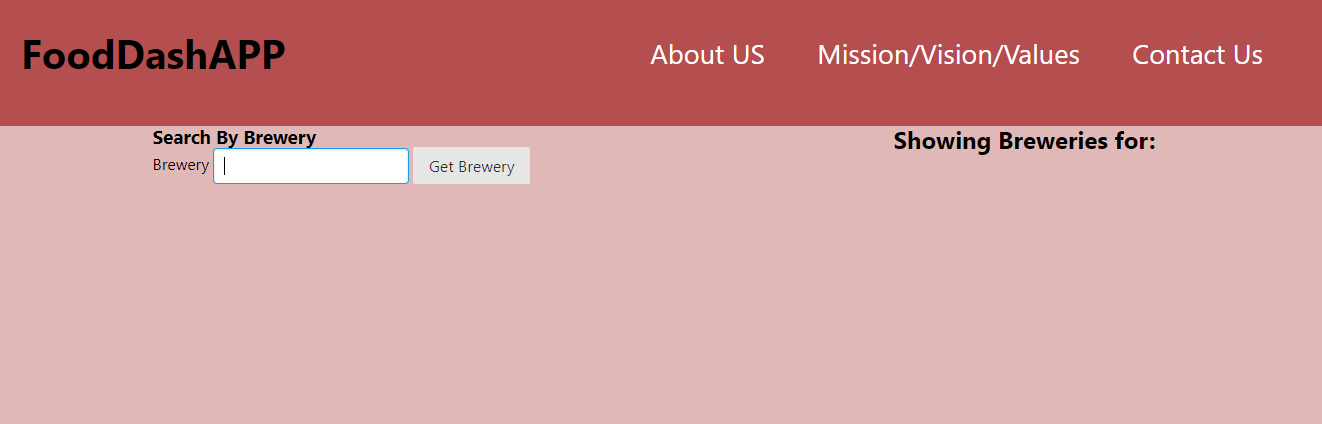 FoodDashAPP
About US
Mission/Vision/Values
Contact Us
Search By Brewery
Brewery
Get Brewery
Showing Breweries for: